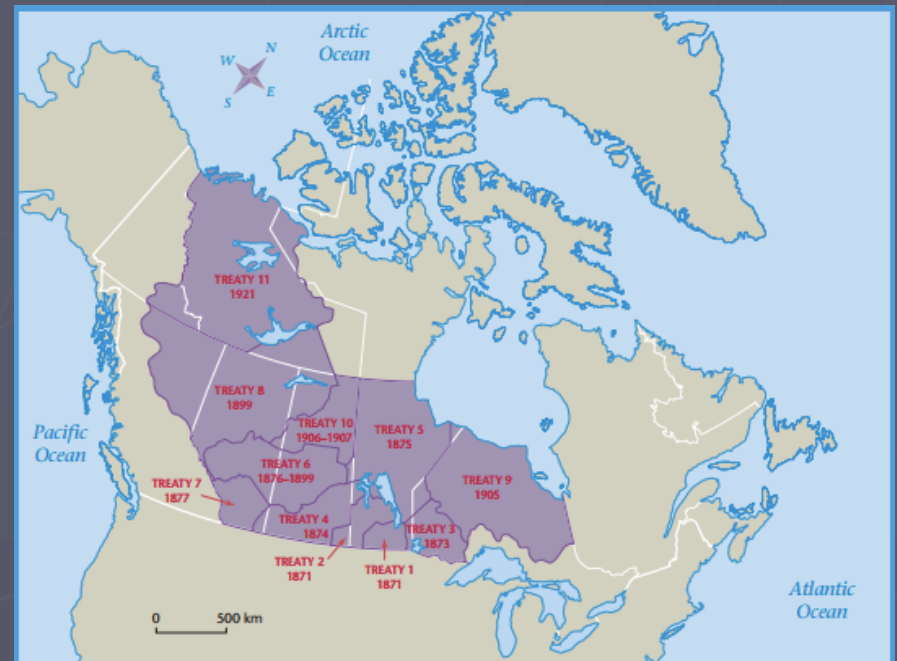 Arctic
Ocean
N
W
E
S
TREATY 11
1921
TREATY 8
1899
TREATY 10
1906–1907
TREATY 5
1875
Pacific
Ocean
TREATY 6
1876–1899
TREATY 7
1877
TREATY 9
1905
TREATY 4
1874
TREATY 3
1873
TREATY 2
1871
TREATY 1
1871
Atlantic
Ocean
0 500 km